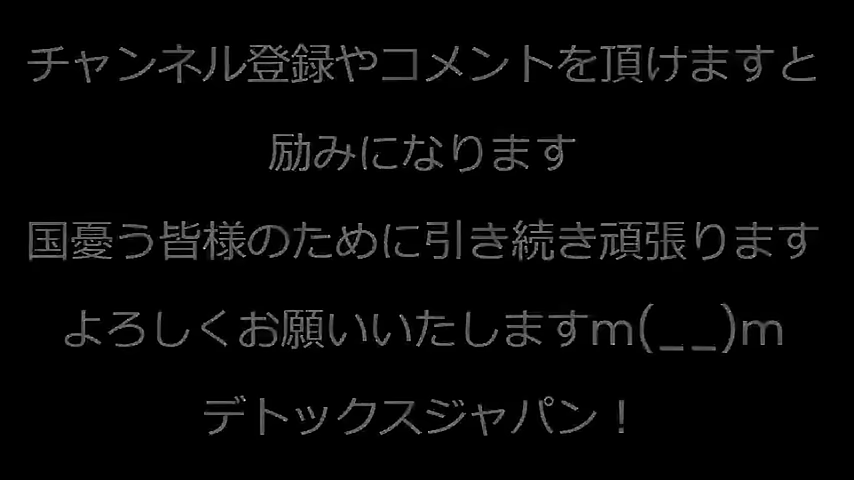 チャンネル登録やコメントを頂けますと
励みになります
国憂う皆様のために引き続き頑張ります
よろしくお願いいたしますm(__)m
デトックスジャパン！